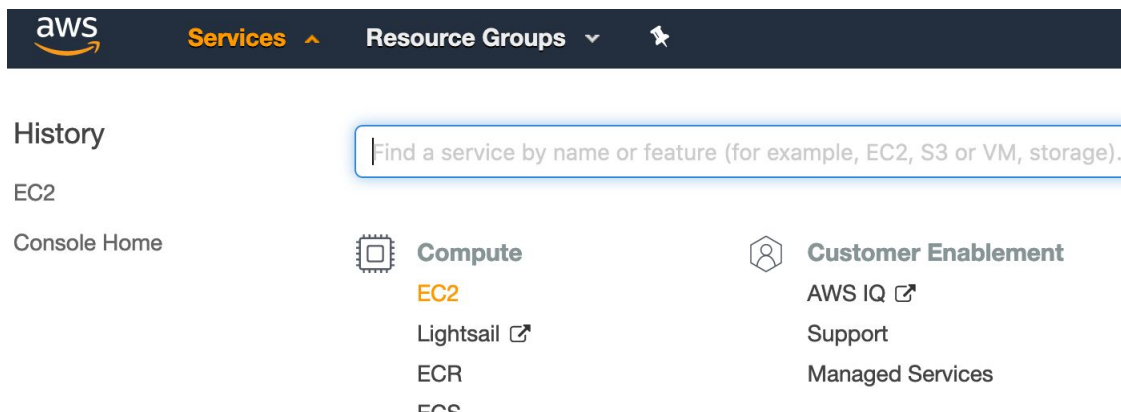 aws
Services
Resource Groups
History
EC2
Console Home
Find a service by name or feature (for example, EC2, S3 or VM, storage).
Compute
EC2
Lightsail
ECR
ECS
Customer Enablement
AWS IQ
Support
Managed Services